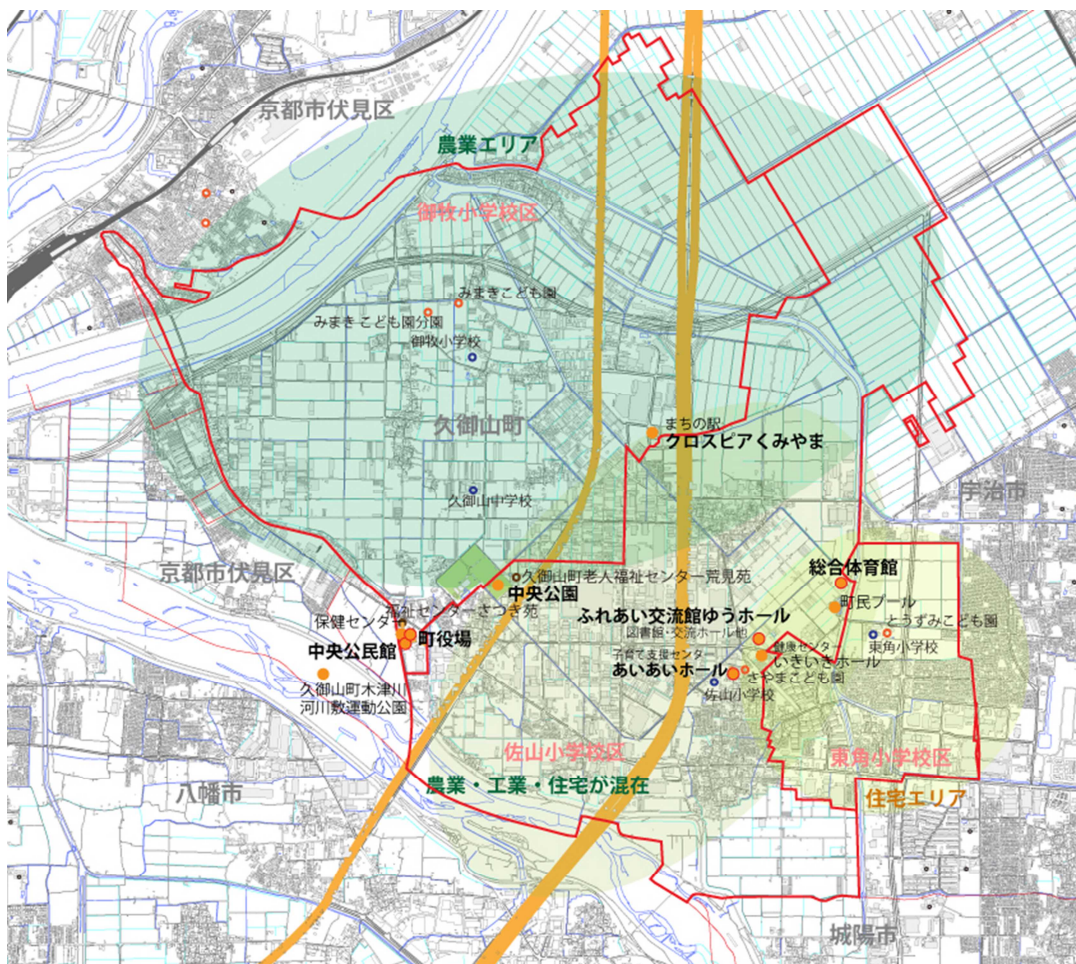 京都市伏見区
農業エリア
御牧小学校区
みまきこども園
みまき こども園分園
御牧小学校
久御山町
まちの駅
クロスピアくみやま
久御山中学校
宇治市
京都市伏見区
久御山町老人福祉センター荒見苑
中央公園
総合体育館
町民プール
福祉センターさつき苑
保健センター
町役場
中央公民館
ふれあい交流館ゆうホール
図書館・交流ホール他
とうずみこども園
東角小学校
健康センター
いきいきホール
子育て支援センター
あいあいホール
さやまこども園
佐山小学校
久御山町木津川
河川敷運動公園
佐山小学校区
東角小学校区
農業・工業・住宅が混在
住宅エリア
八幡市
城陽市